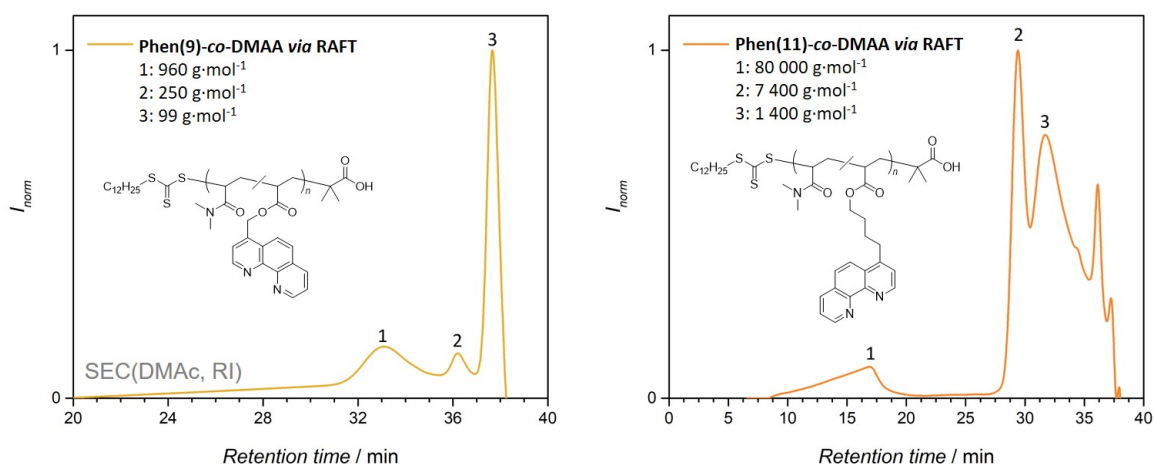 Phen(9)-co-DMAA via RAFT
1: 960 g·mol⁻¹
2: 250 g·mol⁻¹
3: 99 g·mol⁻¹
1
0
I norm
C₁₂H₂₅
S
S
S
n
O
OH
N
O
O
O
N
N
1
2
3
SEC(DMAc, RI)
20
24
28
32
36
40
Retention time / min
Phen(11)-co-DMAA via RAFT
1: 80 000 g·mol⁻¹
2: 7 400 g·mol⁻¹
3: 1 400 g·mol⁻¹
1
0
I norm
C₁₂H₂₅
S
S
S
n
O
OH
N
O
O
O
N
N
1
2
3
0
5
10
15
20
25
30
35
40
Retention time / min